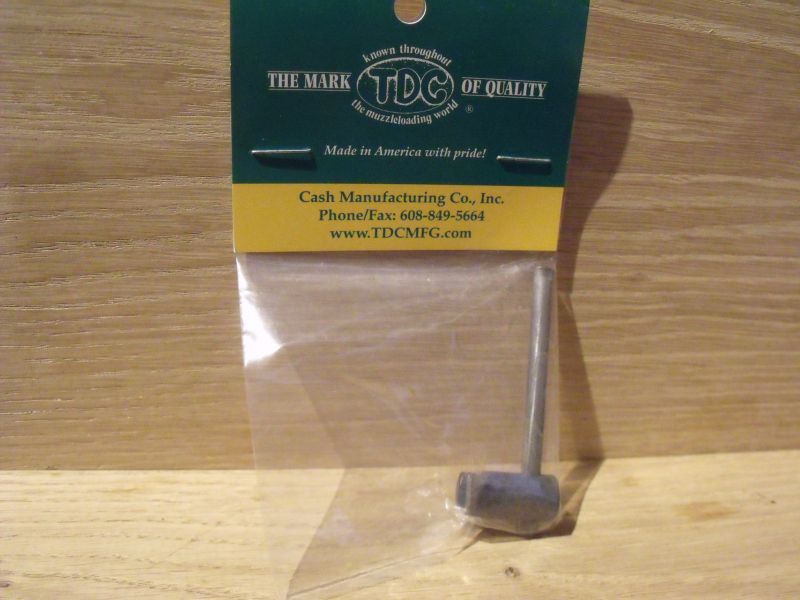 known throughout
THE MARK TDC OF QUALITY
the muzzleloading world ®
Made in America with pride!
Cash Manufacturing Co., Inc.
Phone/Fax: 608-849-5664
www.TDCMFG.com